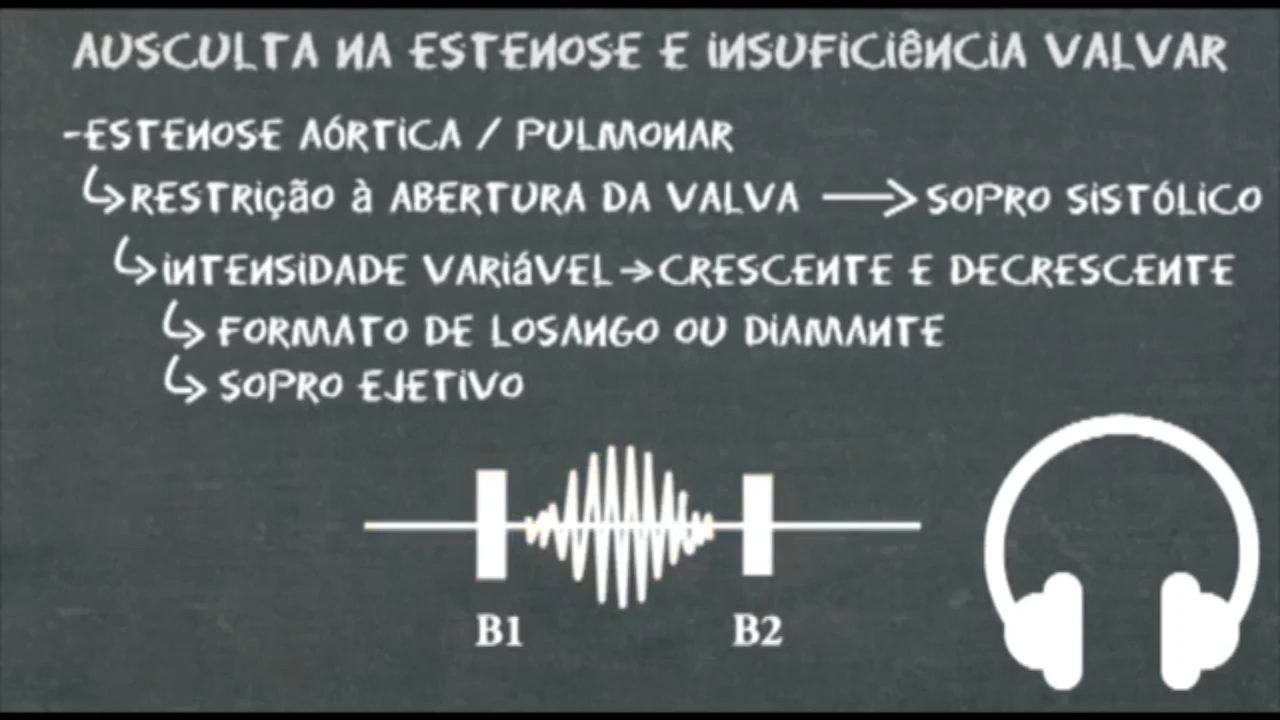 AUSCULTA NA ESTENOSE E INSUFICIÊNCIA VALVAR
-ESTENOSE AÓRTICA / PULMONAR
↳RESTRIÇÃO À ABERTURA DA VALVA ⟶ SOPRO SISTÓLICO
↳INTENSIDADE VARIÁVEL→CRESCENTE E DECRESCENTE
↳ FORMATO DE LOSANGO OU DIAMANTE
↳ SOPRO EJETIVO
B1 B2